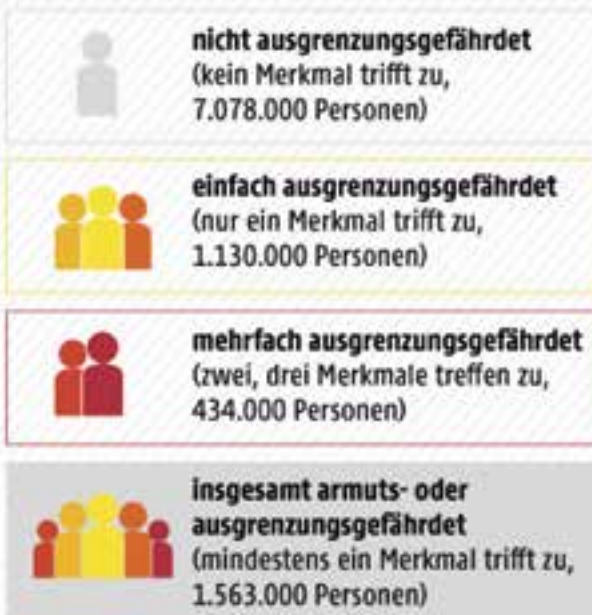 nicht ausgrenzungsgefährdet
(kein Merkmal trifft zu,
7.078.000 Personen)
einfach ausgrenzungsgefährdet
(nur ein Merkmal trifft zu,
1.130.000 Personen)
mehrfach ausgrenzungsgefährdet
(zwei, drei Merkmale treffen zu,
434.000 Personen)
insgesamt armuts- oder
ausgrenzungsgefährdet
(mindestens ein Merkmal trifft zu,
1.563.000 Personen)